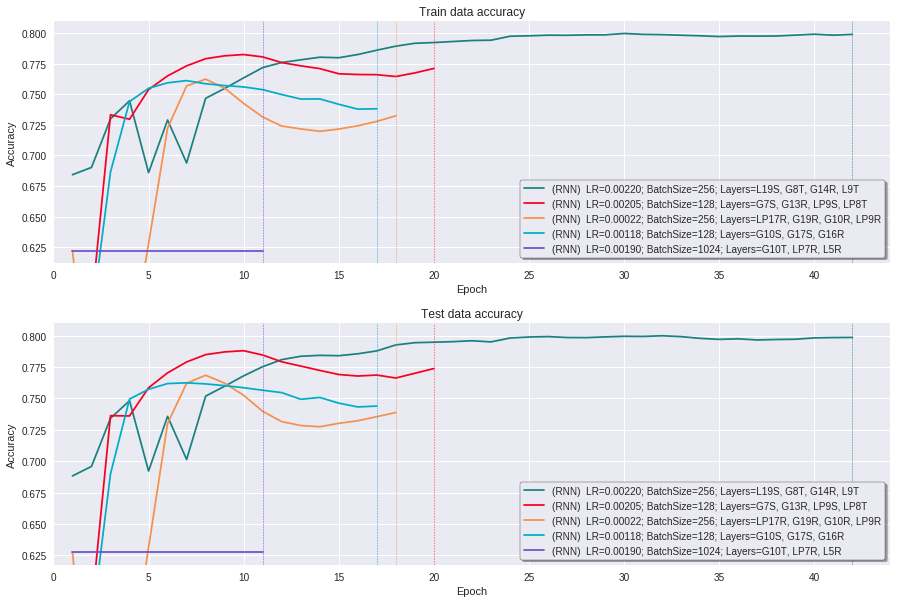 Train data accuracy
0.800
0.775
0.750
0.725
0.700
0.675
0.650
0.625
Accuracy
(RNN) LR=0.00220; BatchSize=256; Layers=L19S, G8T, G14R, L9T
(RNN) LR=0.00205; BatchSize=128; Layers=G7S, G13R, LP9S, LP8T
(RNN) LR=0.00022; BatchSize=256; Layers=LP17R, G19R, G10R, LP9R
(RNN) LR=0.00118; BatchSize=128; Layers=G10S, G17S, G16R
(RNN) LR=0.00190; BatchSize=1024; Layers=G10T, LP7R, L5R
0 5 10 15 20 25 30 35 40
Epoch
Test data accuracy
0.800
0.775
0.750
0.725
0.700
0.675
0.650
0.625
Accuracy
(RNN) LR=0.00220; BatchSize=256; Layers=L19S, G8T, G14R, L9T
(RNN) LR=0.00205; BatchSize=128; Layers=G7S, G13R, LP9S, LP8T
(RNN) LR=0.00022; BatchSize=256; Layers=LP17R, G19R, G10R, LP9R
(RNN) LR=0.00118; BatchSize=128; Layers=G10S, G17S, G16R
(RNN) LR=0.00190; BatchSize=1024; Layers=G10T, LP7R, L5R
0 5 10 15 20 25 30 35 40
Epoch